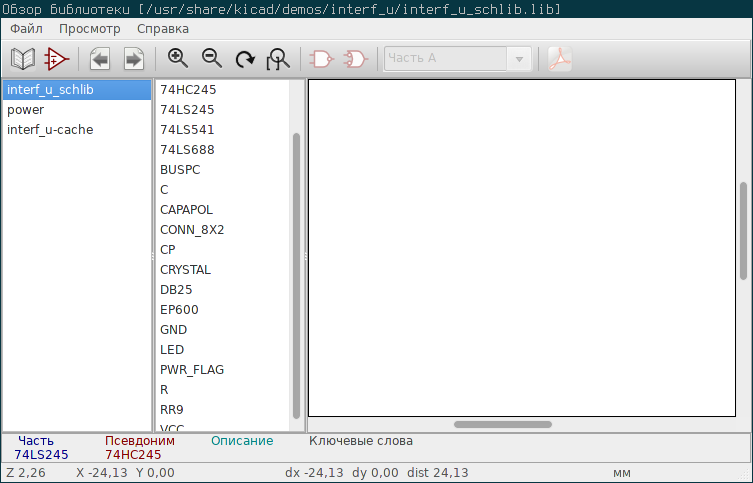 Обзор библиотеки [/usr/share/kicad/demos/interf_u/interf_u_schlib.lib]
Файл Просмотр Справка
Часть A
interf_u_schlib
power
interf_u-cache
74HC245
74LS245
74LS541
74LS688
BUSPC
C
CAPAPOL
CONN_8X2
CP
CRYSTAL
DB25
EP600
GND
LED
PWR_FLAG
R
RR9
VCC
Часть Псевдоним Описание Ключевые слова
74LS245 74HC245
Z 2,26 X -24,13 Y 0,00 dx -24,13 dy 0,00 dist 24,13 мм